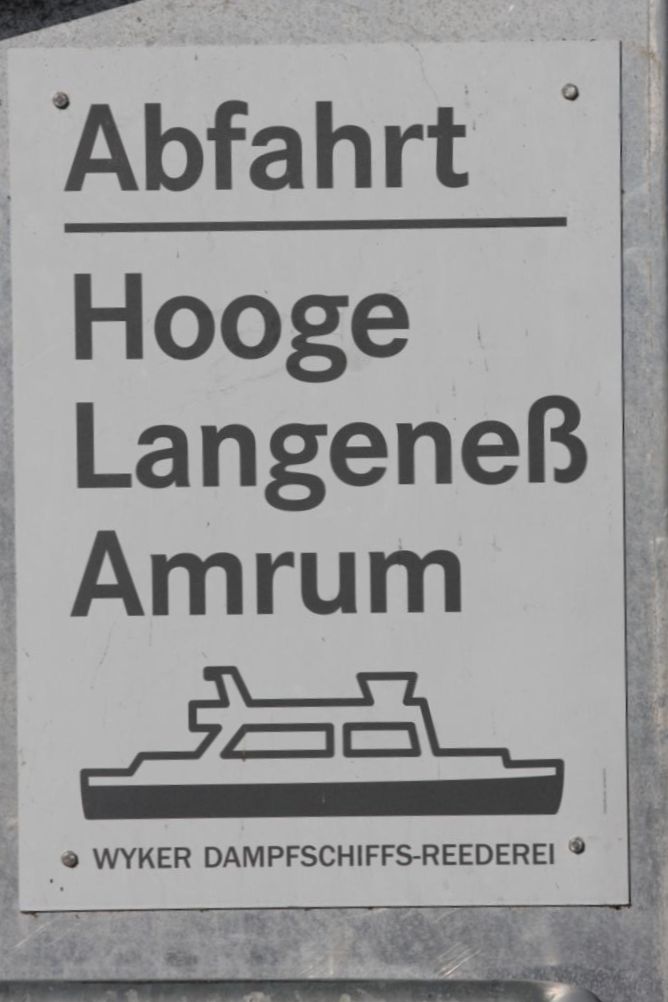 Abfahrt
Hooge
Langeneß
Amrum
WYKER DAMPFSCHIFFS-REEDEREI